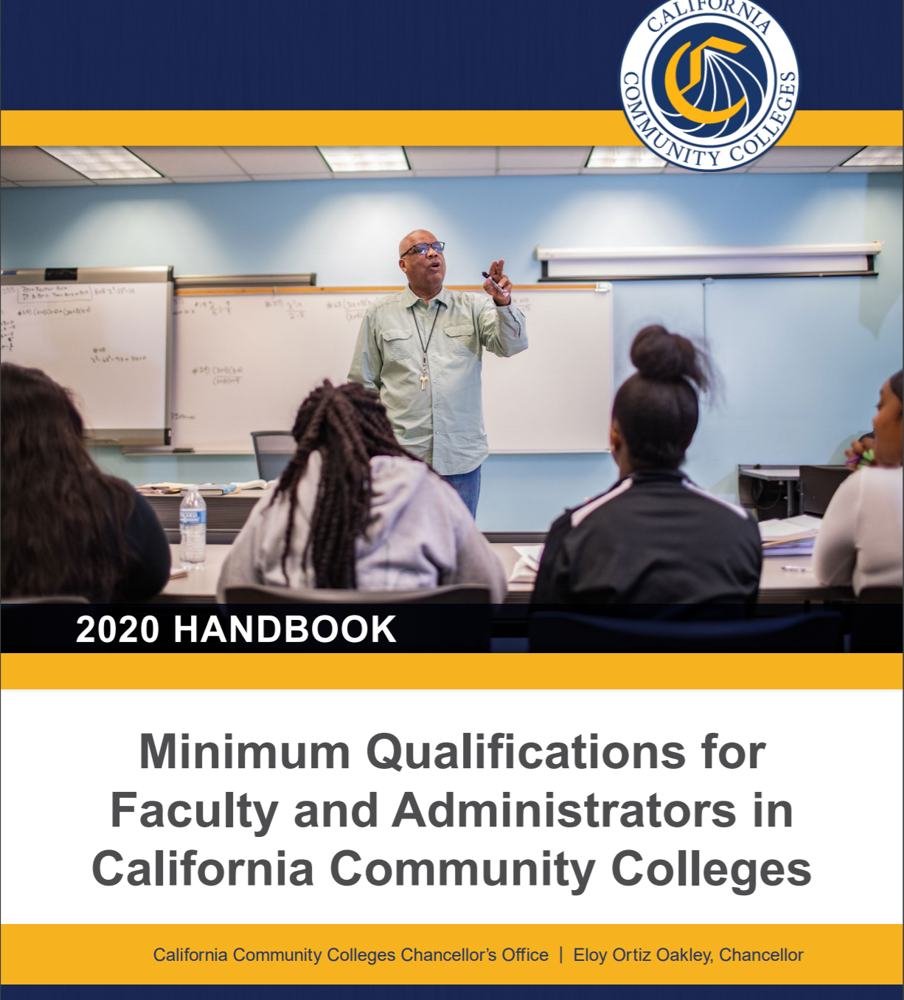 CALIFORNIA
COMMUNITY COLLEGES
2020 HANDBOOK
Minimum Qualifications for
Faculty and Administrators in
California Community Colleges
California Community Colleges Chancellor's Office | Eloy Ortiz Oakley, Chancellor